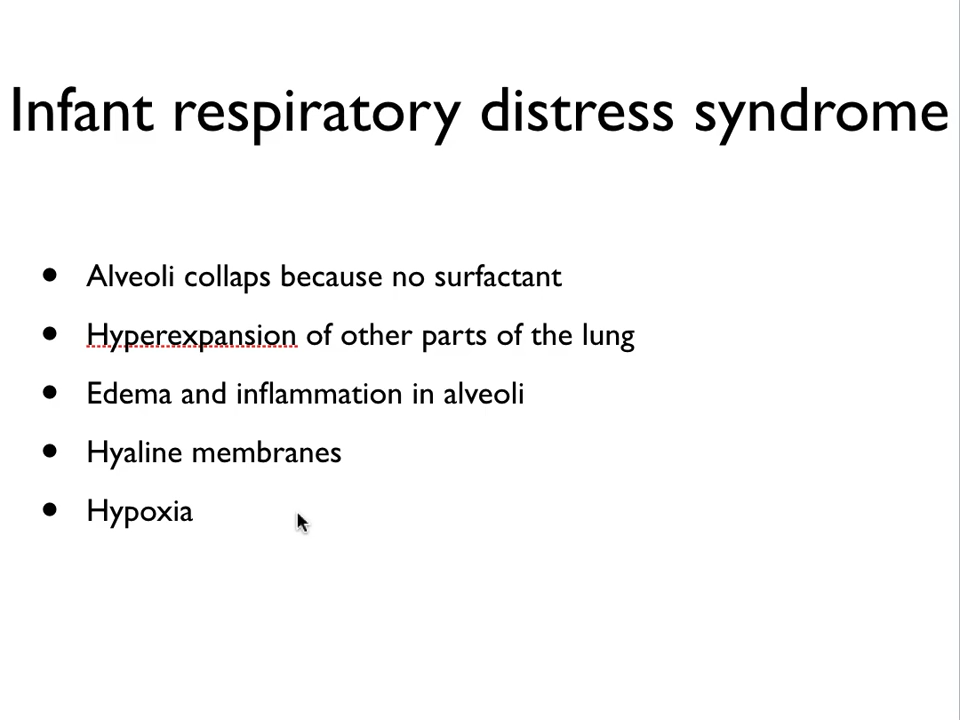 Infant respiratory distress syndrome
• Alveoli collaps because no surfactant
• Hyperexpansion of other parts of the lung
• Edema and inflammation in alveoli
• Hyaline membranes
• Hypoxia